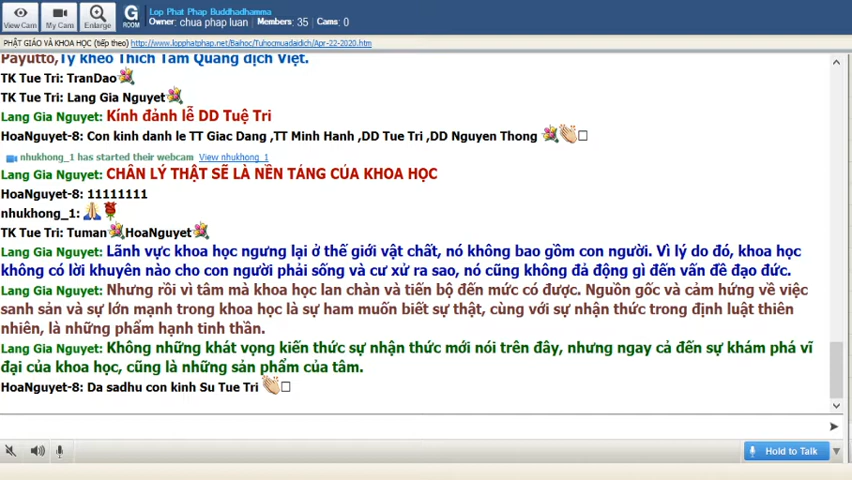 View Cam
My Cam
Enlarge
G
ROOM
Lop Phat Phap Buddhadhamma
Owner: chua phap luan / Members: 35 / Cams: 0
PHẬT GIÁO VÀ KHOA HỌC (tiếp theo) http://www.lopphatphap.net/Baihoc/Tuhocmuadaidich/Apr-22-2020.htm
Payutto,Tỳ kheo Thích Tâm Quang dịch Việt.
TK Tue Tri: TranDao
TK Tue Tri: Lang Gia Nguyet
Lang Gia Nguyet: Kính đảnh lễ DD Tuệ Tri
HoaNguyet-8: Con kinh danh le TT Giac Dang ,TT Minh Hanh ,DD Tue Tri ,DD Nguyen Thong
nhukhong_1 has started their webcam View nhukhong_1
Lang Gia Nguyet: CHÂN LÝ THẬT SẼ LÀ NỀN TẢNG CỦA KHOA HỌC
HoaNguyet-8: 11111111
nhukhong_1:
TK Tue Tri: Tuman HoaNguyet
Lang Gia Nguyet: Lãnh vực khoa học ngưng lại ở thế giới vật chất, nó không bao gồm con người. Vì lý do đó, khoa học
không có lời khuyên nào cho con người phải sống và cư xử ra sao, nó cũng không đả động gì đến vấn đề đạo đức.
Lang Gia Nguyet: Nhưng rồi vì tâm mà khoa học lan chàn và tiến bộ đến mức có được. Nguồn gốc và cảm hứng về việc
sanh sản và sự lớn mạnh trong khoa học là sự ham muốn biết sự thật, cùng với sự nhận thức trong định luật thiên
nhiên, là những phẩm hạnh tinh thần.
Lang Gia Nguyet: Không những khát vọng kiến thức sự nhận thức mới nói trên đây, nhưng ngay cả đến sự khám phá vĩ
đại của khoa học, cũng là những sản phẩm của tâm.
HoaNguyet-8: Da sadhu con kinh Su Tue Tri
Hold to Talk